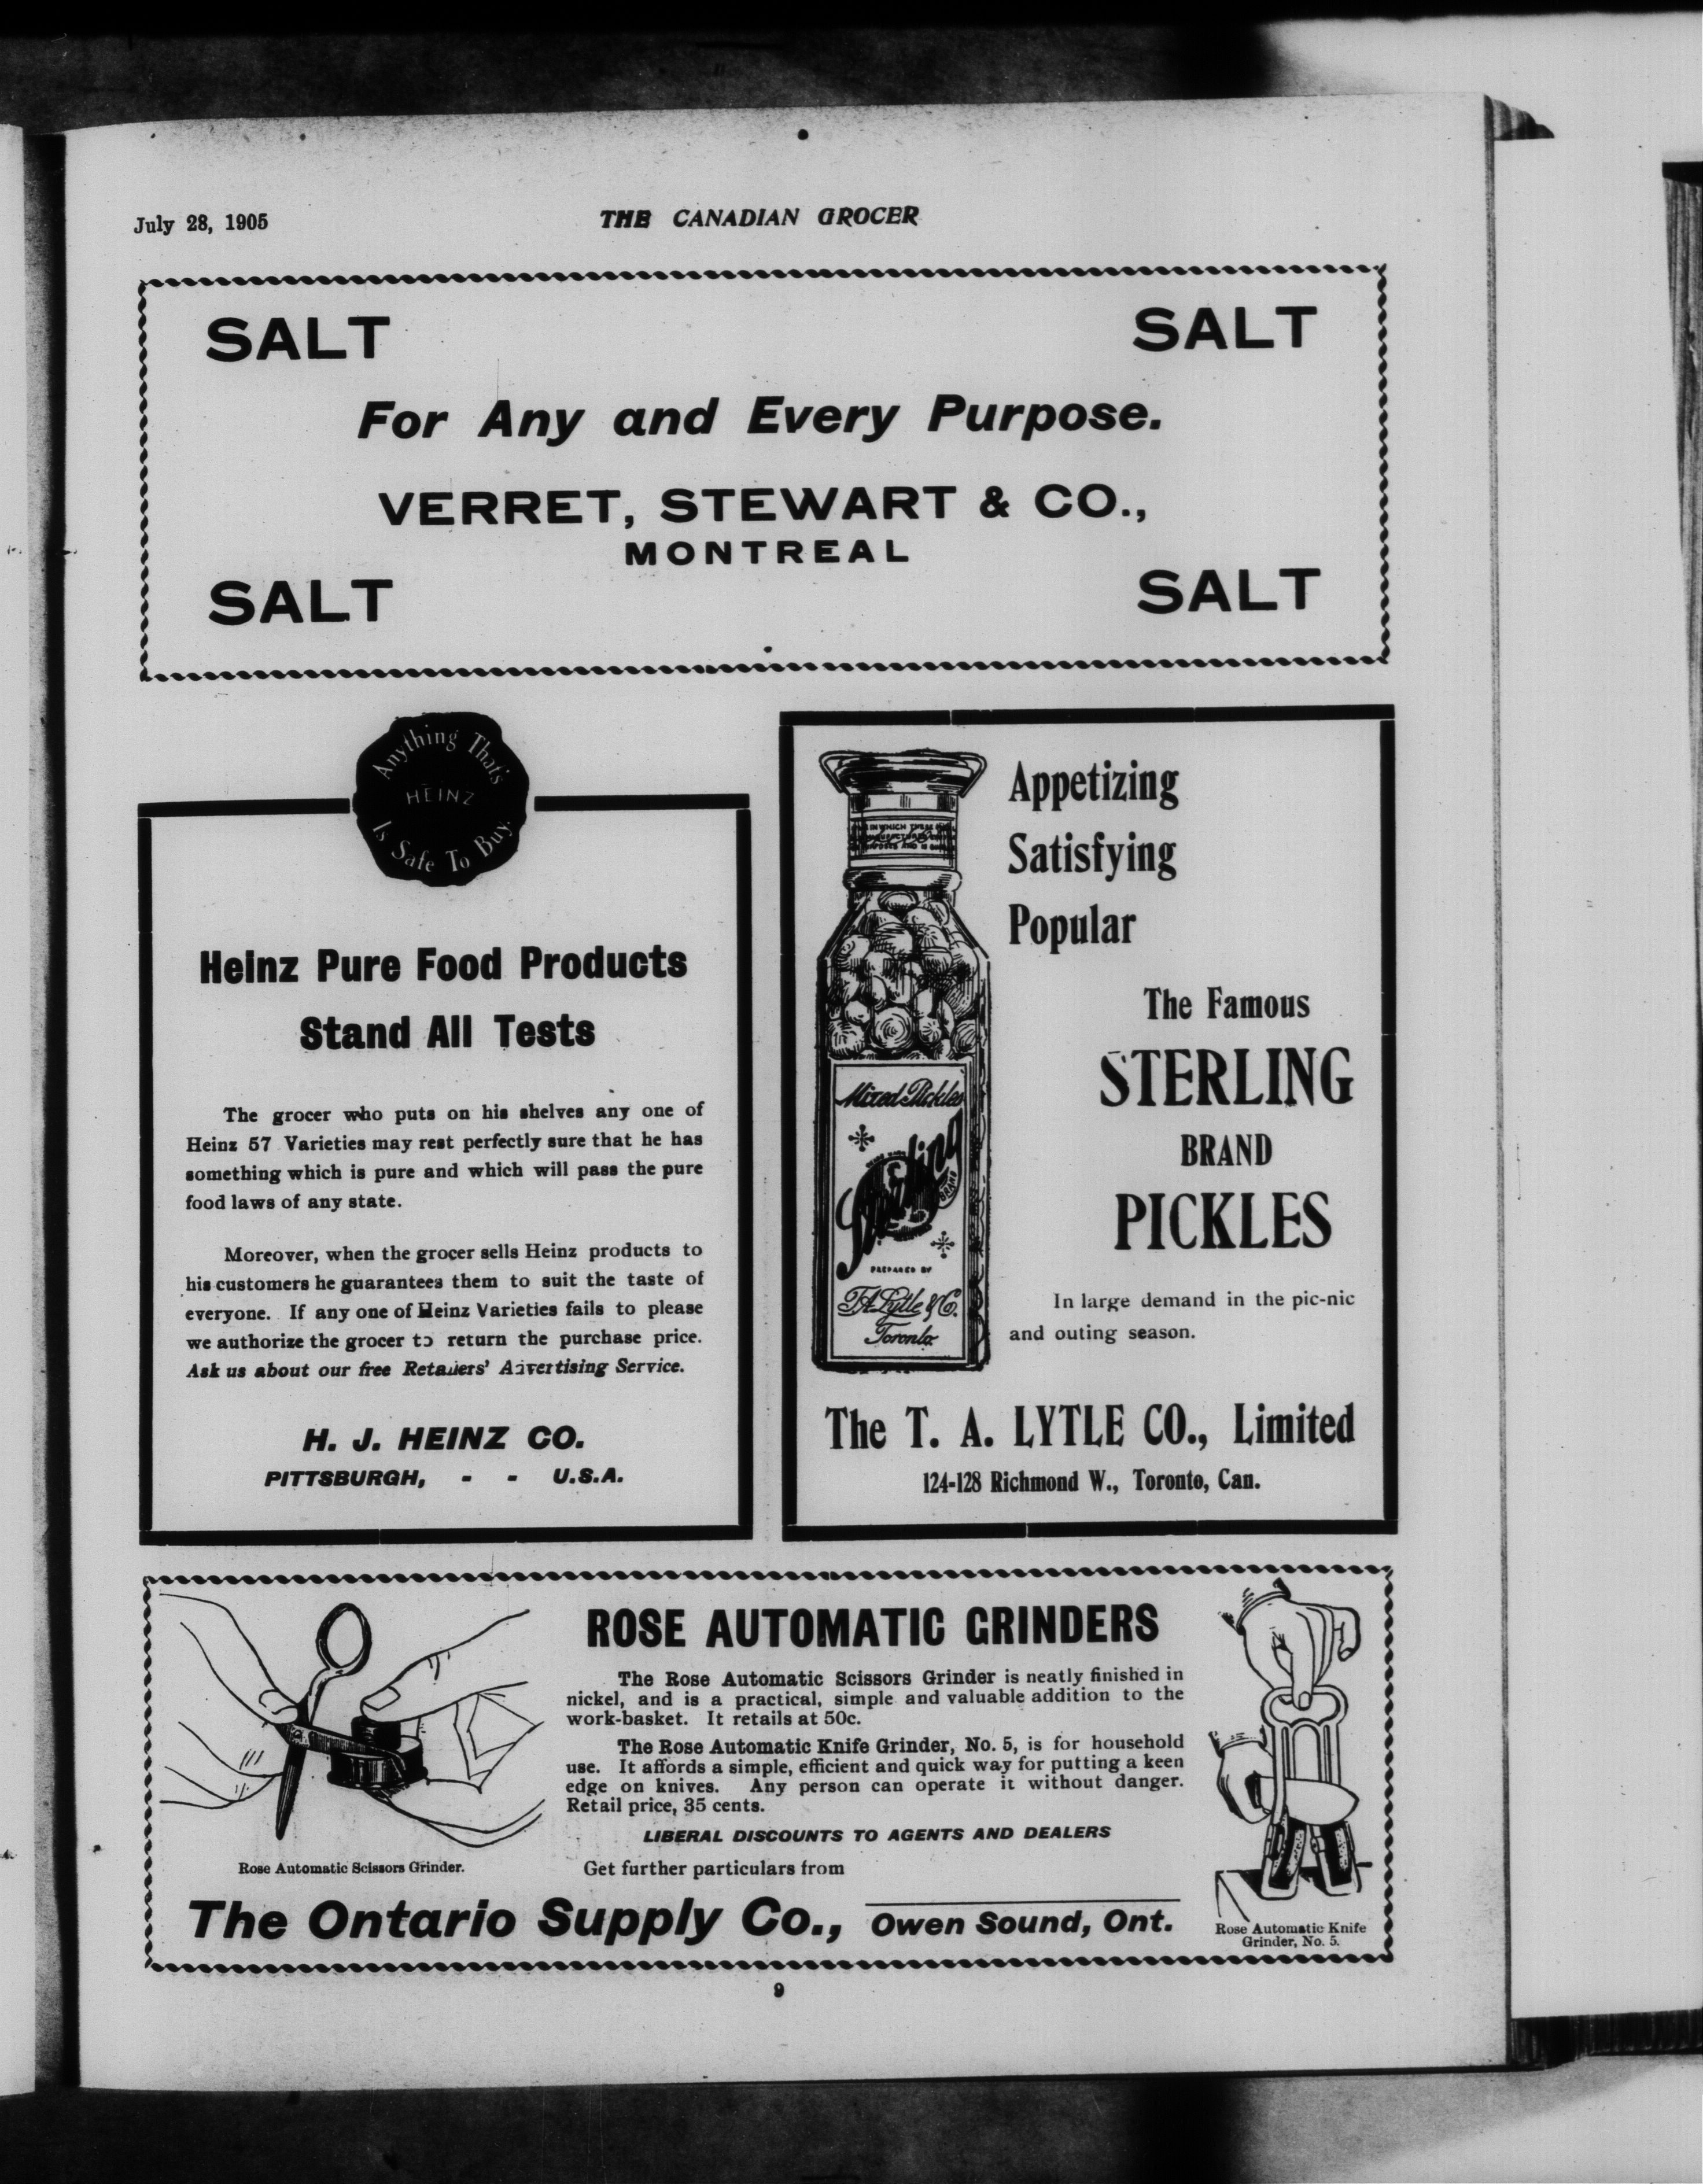 July 28, 1905
THE CANADIAN GROCER
SALT SALT
For Any and Every Purpose.
VERRET, STEWART & CO.,
MONTREAL
SALT SALT
Anything That's
HEINZ
Is Safe To Buy.
Heinz Pure Food Products
Stand All Tests
The grocer who puts on his shelves any one of
Heinz 57 Varieties may rest perfectly sure that he has
something which is pure and which will pass the pure
food laws of any state.
Moreover, when the grocer sells Heinz products to
his customers he guarantees them to suit the taste of
everyone. If any one of Heinz Varieties fails to please
we authorize the grocer to return the purchase price.
Ask us about our free Retailers' Advertising Service.
H. J. HEINZ CO.
PITTSBURGH, - - U.S.A.
IN WHICH THESE
AND IS
Mixed Pickles
Sterling
BRAND
PREPARED BY
T.A. Lytle & Co.
Toronto
Appetizing
Satisfying
Popular
The Famous
STERLING
BRAND
PICKLES
In large demand in the pic-nic
and outing season.
The T. A. LYTLE CO., Limited
124-128 Richmond W., Toronto, Can.
ROSE AUTOMATIC GRINDERS
The Rose Automatic Scissors Grinder is neatly finished in
nickel, and is a practical, simple and valuable addition to the
work-basket. It retails at 50c.
The Rose Automatic Knife Grinder, No. 5, is for household
use. It affords a simple, efficient and quick way for putting a keen
edge on knives. Any person can operate it without danger.
Retail price, 35 cents.
LIBERAL DISCOUNTS TO AGENTS AND DEALERS
Rose Automatic Scissors Grinder.
Get further particulars from
The Ontario Supply Co., Owen Sound, Ont.
Rose Automatic Knife
Grinder, No. 5.
9